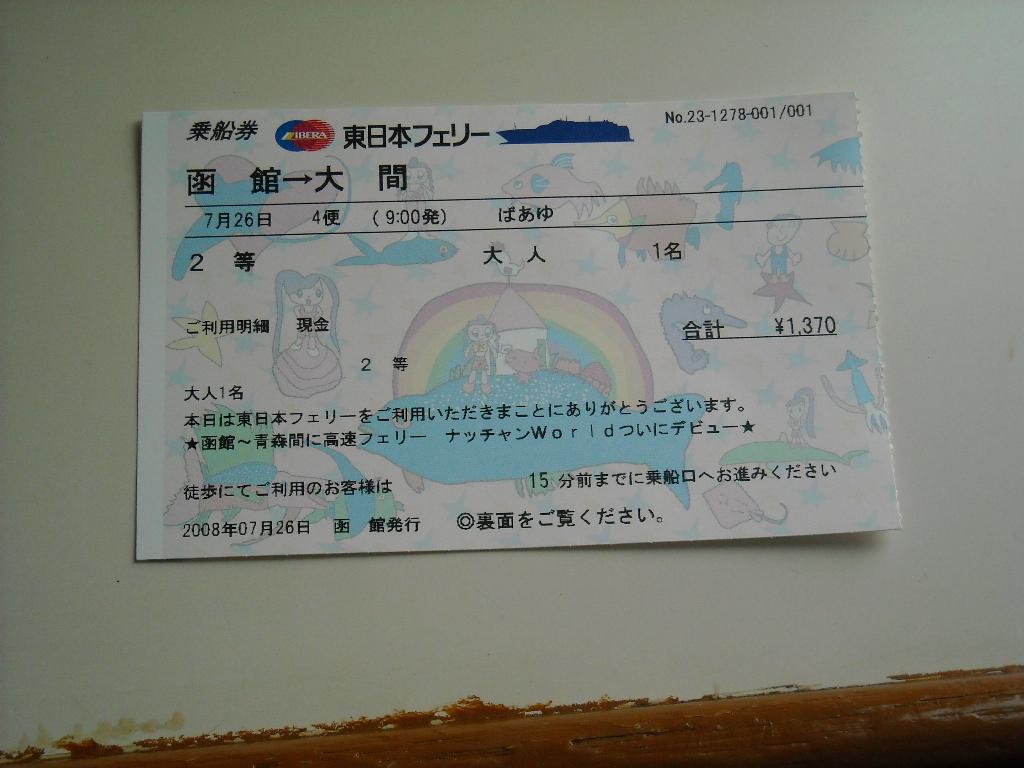 乗船券 LIBERA 東日本フェリー No.23-1278-001/001
函 館→大 間
7月26日 4便 (9:00発) ばあゆ
2 等 大 人 1名
ご利用明細 現金 合計 ¥1,370
2 等
大人1名
本日は東日本フェリーをご利用いただきまことにありがとうございます。
★函館～青森間に高速フェリー ナッチャンWorldついにデビュー★
徒歩にてご利用のお客様は 15 分前までに乗船口へお進みください
2008年07月26日 函 館発行 ◎裏面をご覧ください。